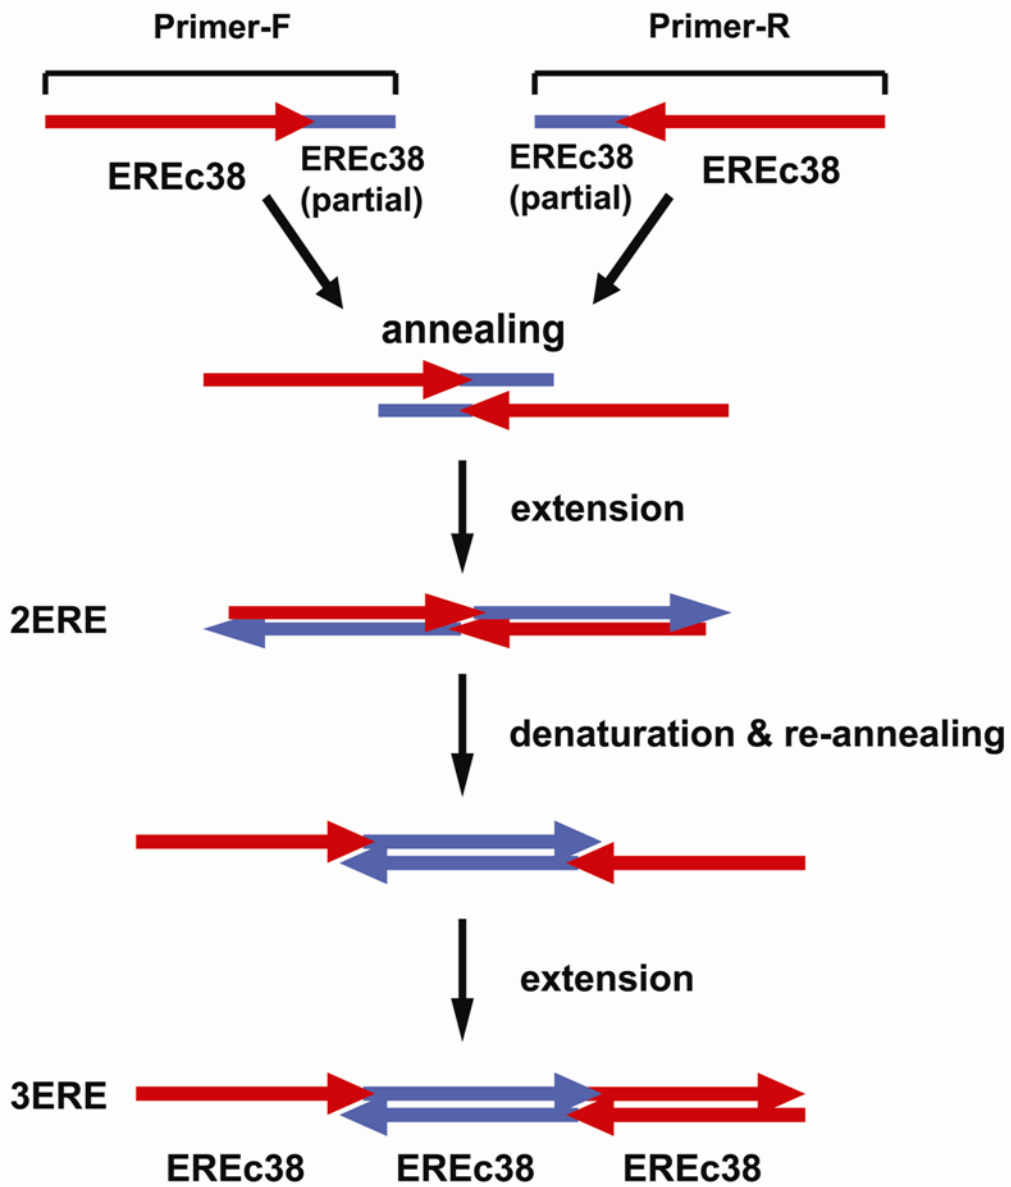 Primer-F
Primer-R
EREc38
EREc38
(partial)
EREc38
(partial)
EREc38
annealing
extension
2ERE
denaturation & re-annealing
extension
3ERE
EREc38 EREc38 EREc38